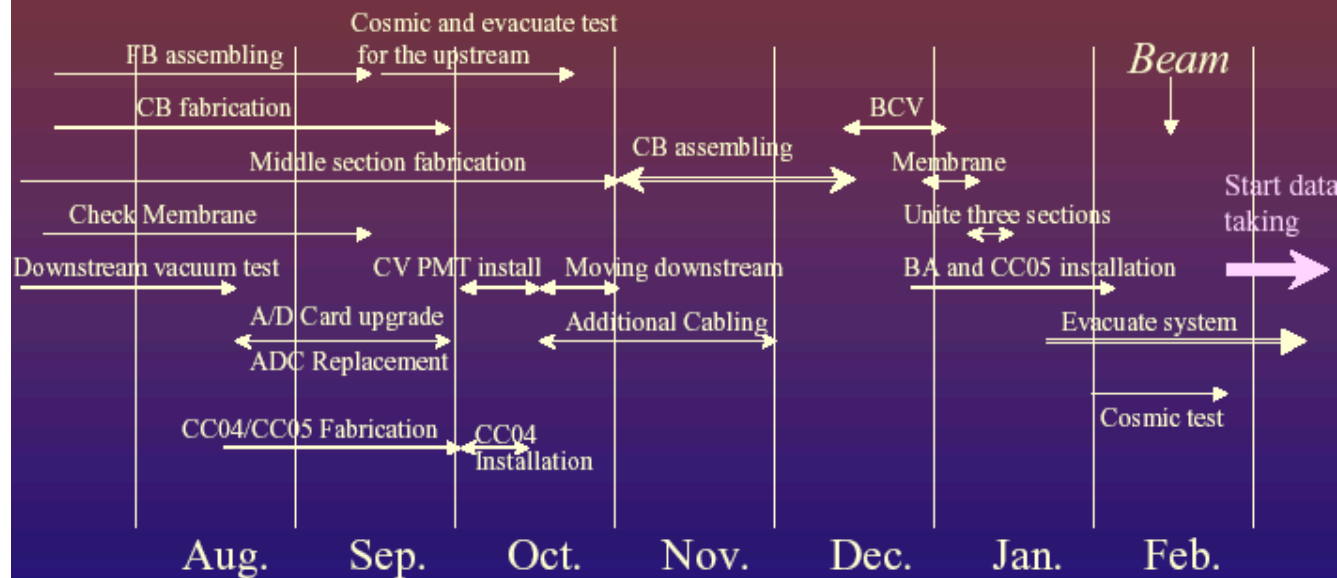 Cosmic and evacuate test
for the upstream
FB assembling
Beam
CB fabrication
BCV
CB assembling
Middle section fabrication
Membrane
Start data
taking
Check Membrane
Unite three sections
Downstream vacuum test
CV PMT install
Moving downstream
BA and CC05 installation
A/D Card upgrade
ADC Replacement
Additional Cabling
Evacuate system
Cosmic test
CC04/CC05 Fabrication
CC04
Installation
Aug. Sep. Oct. Nov. Dec. Jan. Feb.